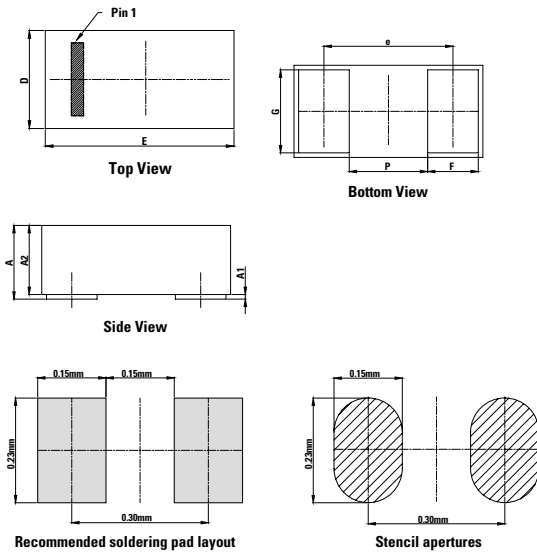 Pin 1
D
E
Top View
e
G
P
F
Bottom View
A
A2
A1
Side View
0.15mm
0.15mm
0.23mm
0.30mm
Recommended soldering pad layout
0.15mm
0.23mm
0.30mm
Stencil apertures